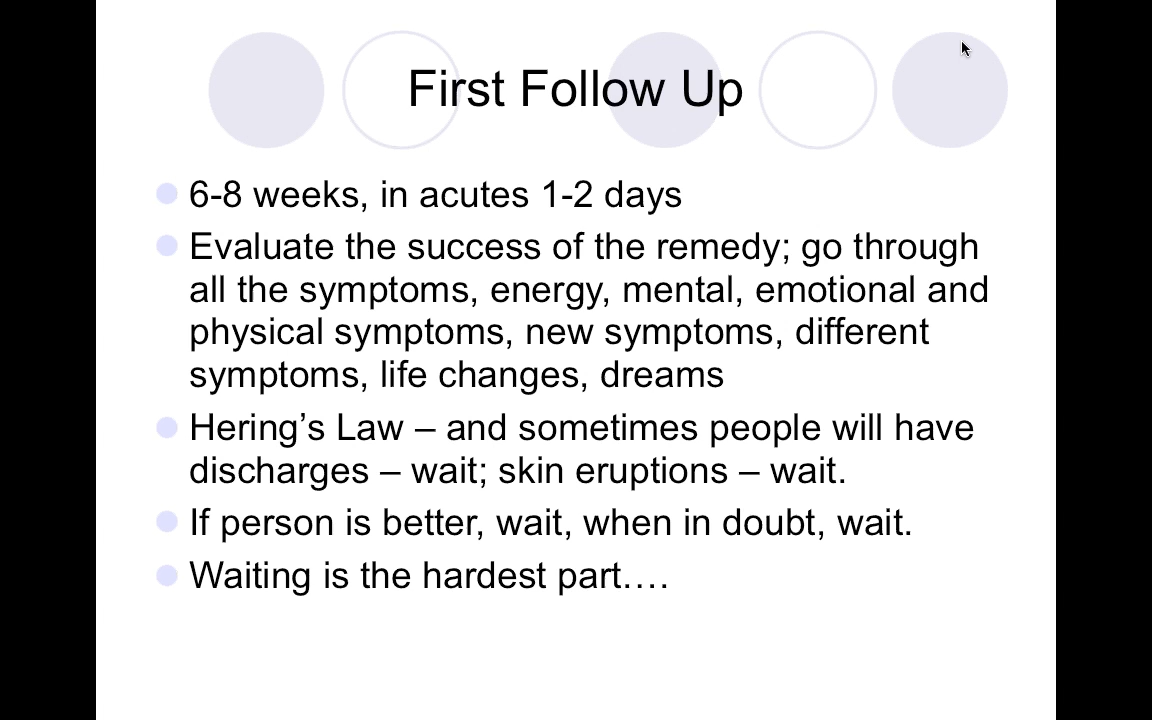 First Follow Up
6-8 weeks, in acutes 1-2 days
Evaluate the success of the remedy; go through
all the symptoms, energy, mental, emotional and
physical symptoms, new symptoms, different
symptoms, life changes, dreams
Hering’s Law – and sometimes people will have
discharges – wait; skin eruptions – wait.
If person is better, wait, when in doubt, wait.
Waiting is the hardest part….